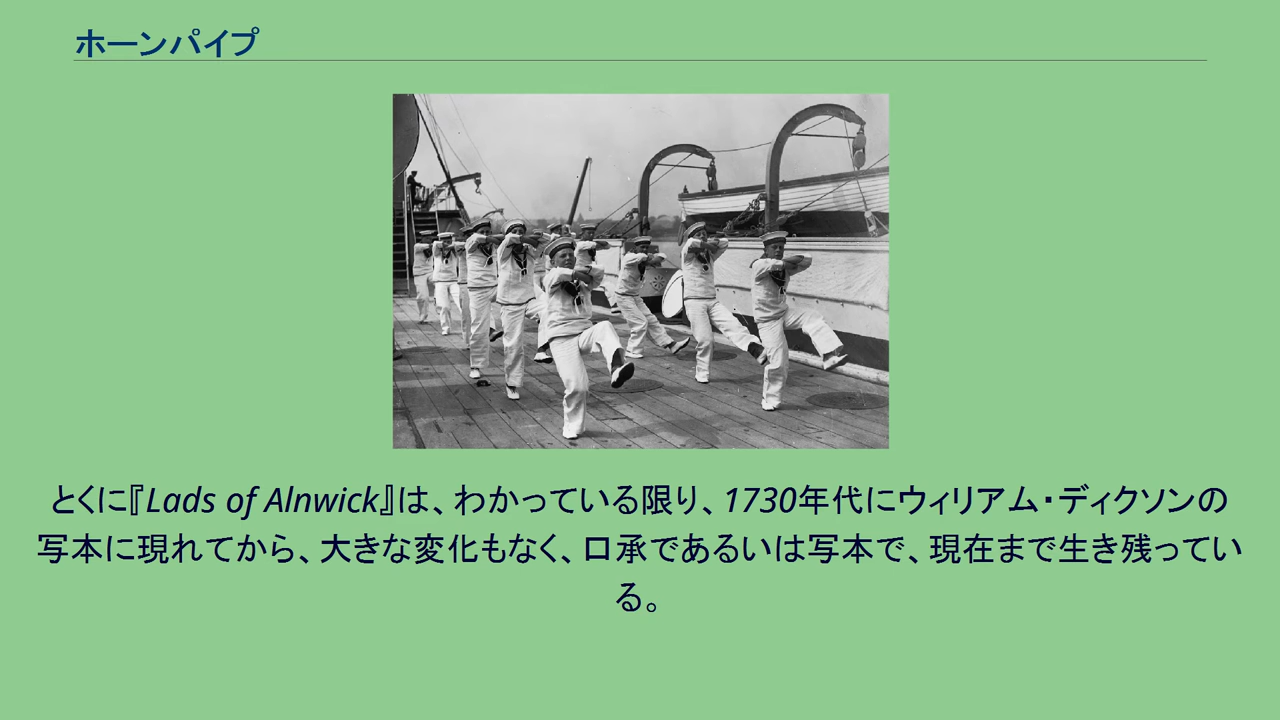 ホーンパイプ
とくに『Lads of Alnwick』は、わかっている限り、1730年代にウィリアム・ディクソンの
写本に現れてから、大きな変化もなく、口承であるいは写本で、現在まで生き残ってい
る。